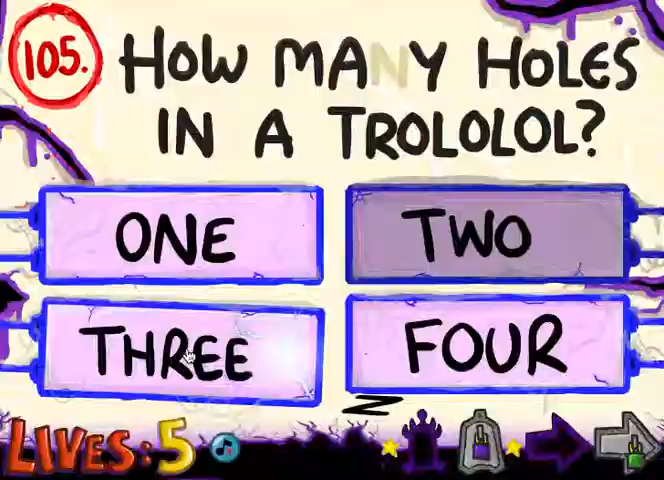 105. HOW MANY HOLES
IN A TROLOLOL?
ONE
TWO
THREE
FOUR
LIVES: 5